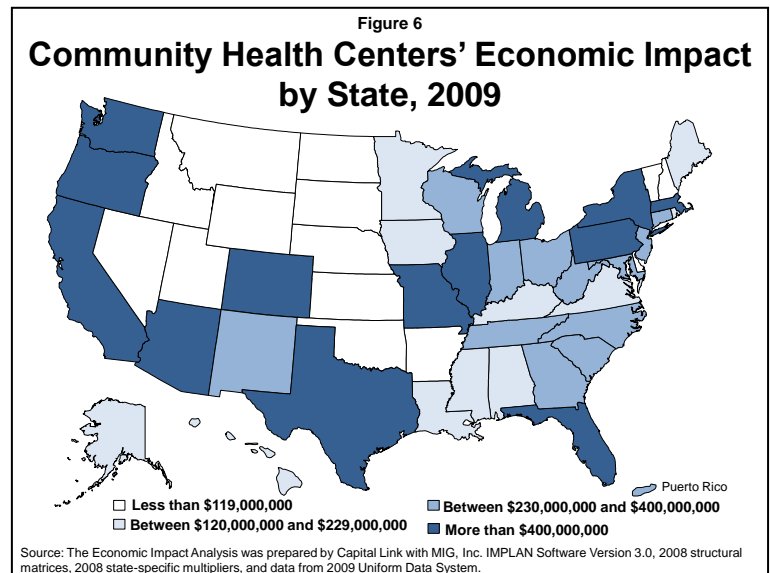 Figure 6
Community Health Centers’ Economic Impact
by State, 2009
Puerto Rico
Less than $119,000,000
Between $230,000,000 and $400,000,000
Between $120,000,000 and $229,000,000
More than $400,000,000
Source: The Economic Impact Analysis was prepared by Capital Link with MIG, Inc. IMPLAN Software Version 3.0, 2008 structural
matrices, 2008 state-specific multipliers, and data from 2009 Uniform Data System.